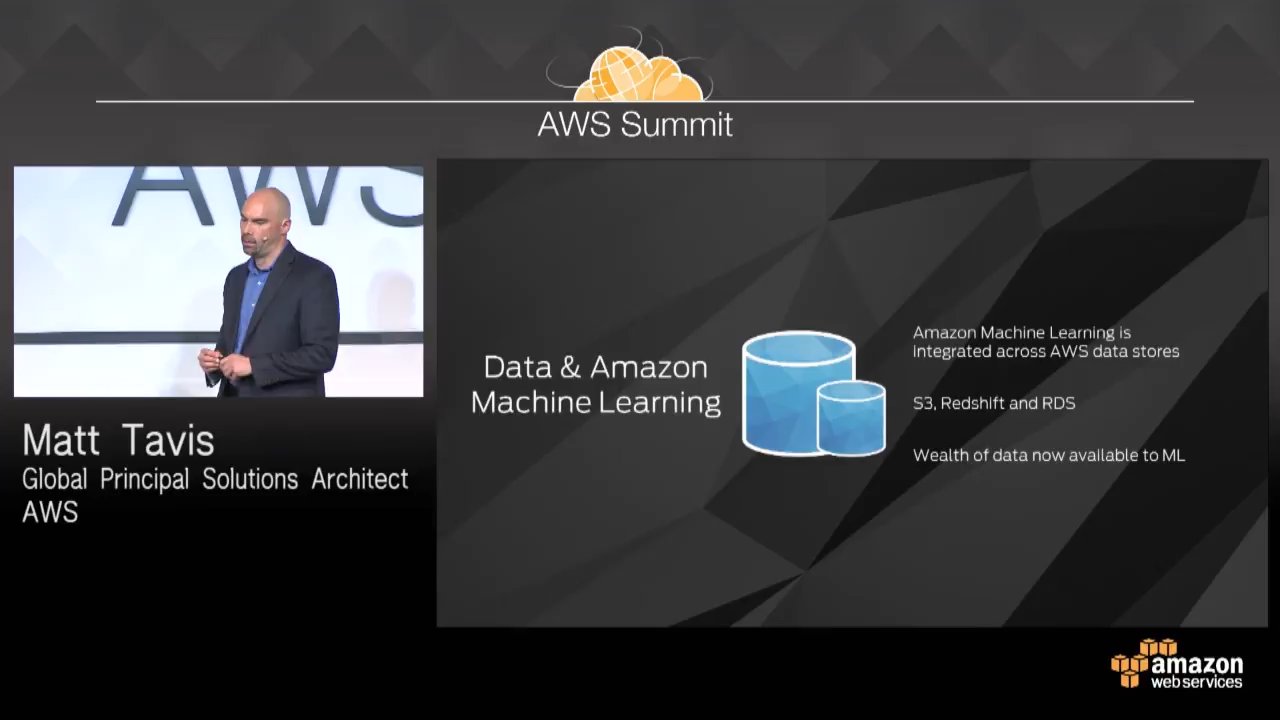 AWS Summit
AWS
Matt Tavis
Global Principal Solutions Architect
AWS
Data & Amazon
Machine Learning
Amazon Machine Learning is
integrated across AWS data stores
S3, Redshift and RDS
Wealth of data now available to ML
amazon
web services